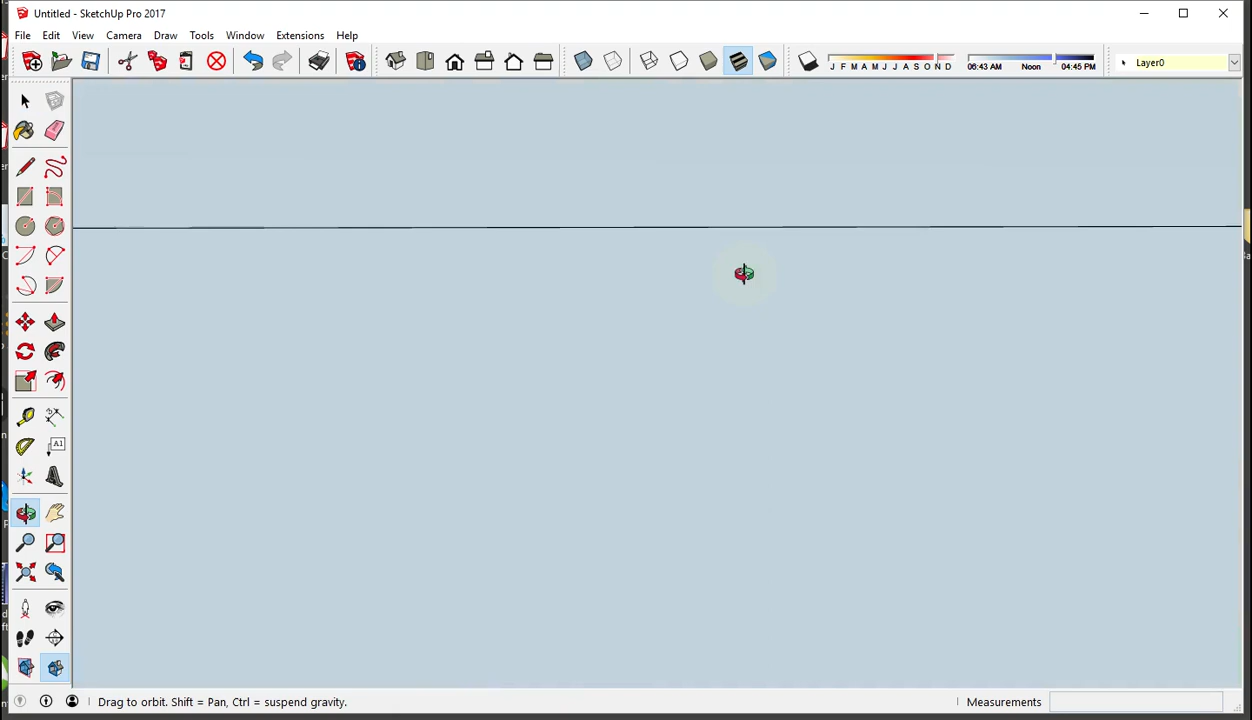 Untitled - SketchUp Pro 2017
File Edit View Camera Draw Tools Window Extensions Help
J F M A M J J A S O N D 06:43 AM Noon 04:45 PM Layer0
A1
Drag to orbit. Shift = Pan, Ctrl = suspend gravity. Measurements